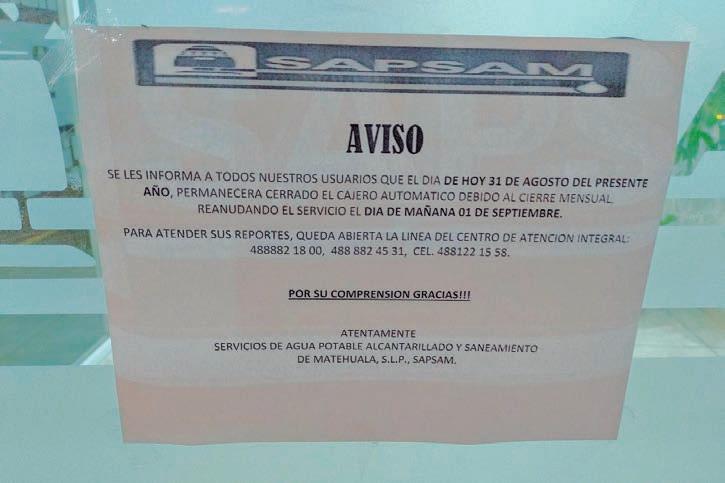 SAPSAM
AVISO
SE LES INFORMA A TODOS NUESTROS USUARIOS QUE EL DIA DE HOY 31 DE AGOSTO DEL PRESENTE
AÑO, PERMANECERA CERRADO EL CAJERO AUTOMATICO DEBIDO AL CIERRE MENSUAL,
REANUDANDO EL SERVICIO EL DIA DE MAÑANA 01 DE SEPTIEMBRE.
PARA ATENDER SUS REPORTES, QUEDA ABIERTA LA LINEA DEL CENTRO DE ATENCION INTEGRAL:
488882 18 00, 488 882 45 31, CEL. 488122 15 58.
POR SU COMPRENSION GRACIAS!!!
ATENTAMENTE
SERVICIOS DE AGUA POTABLE ALCANTARILLADO Y SANEAMIENTO
DE MATEHUALA, S.L.P., SAPSAM.